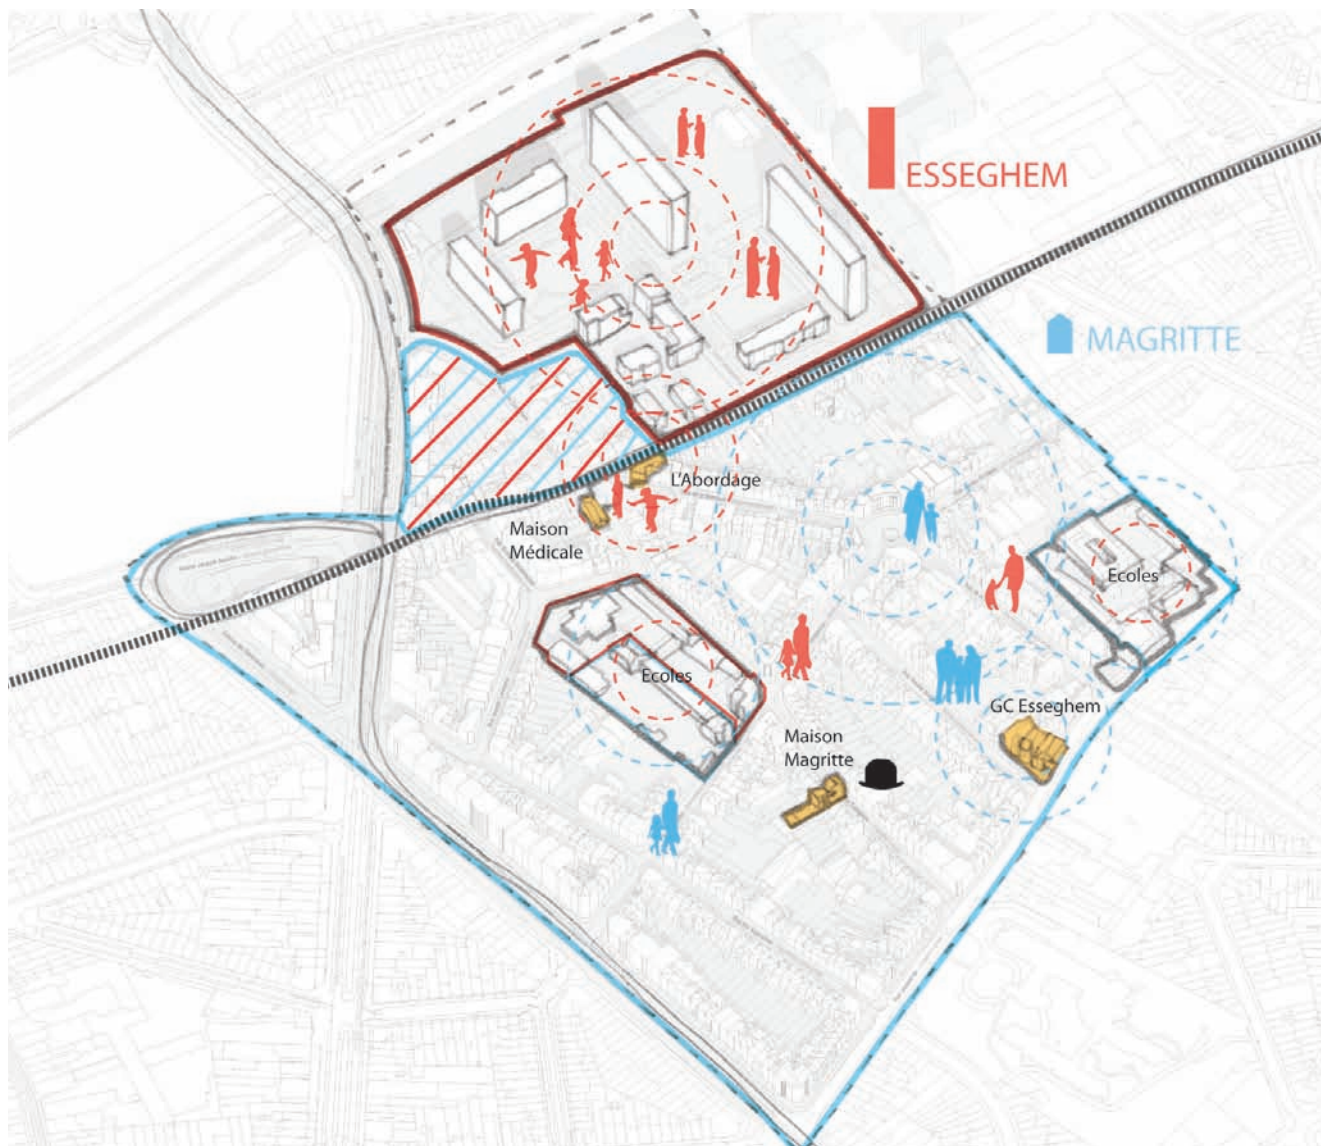 ESSEGHEM
MAGRITTE
L'Abordage
Maison
Médicale
Ecoles
Ecoles
GC Esseghem
Maison
Magritte